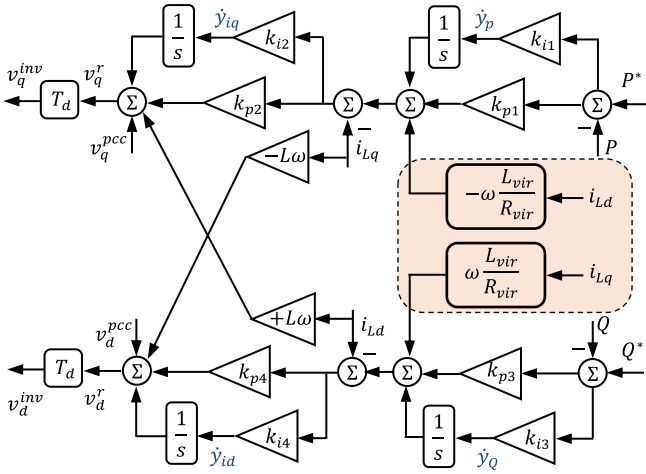 1/s ẏ_iq k_i2 1/s ẏ_p k_i1
v_q^inv v_q^r P*
T_d Σ k_p2 Σ − Σ k_p1 Σ
v_q^pcc −Lω i_Lq − P
−ω L_vir/R_vir i_Ld
ω L_vir/R_vir i_Lq
v_d^pcc +Lω i_Ld Q
− Q*
T_d Σ k_p4 Σ − Σ k_p3 Σ
v_d^inv v_d^r
1/s ẏ_id k_i4 1/s ẏ_Q k_i3